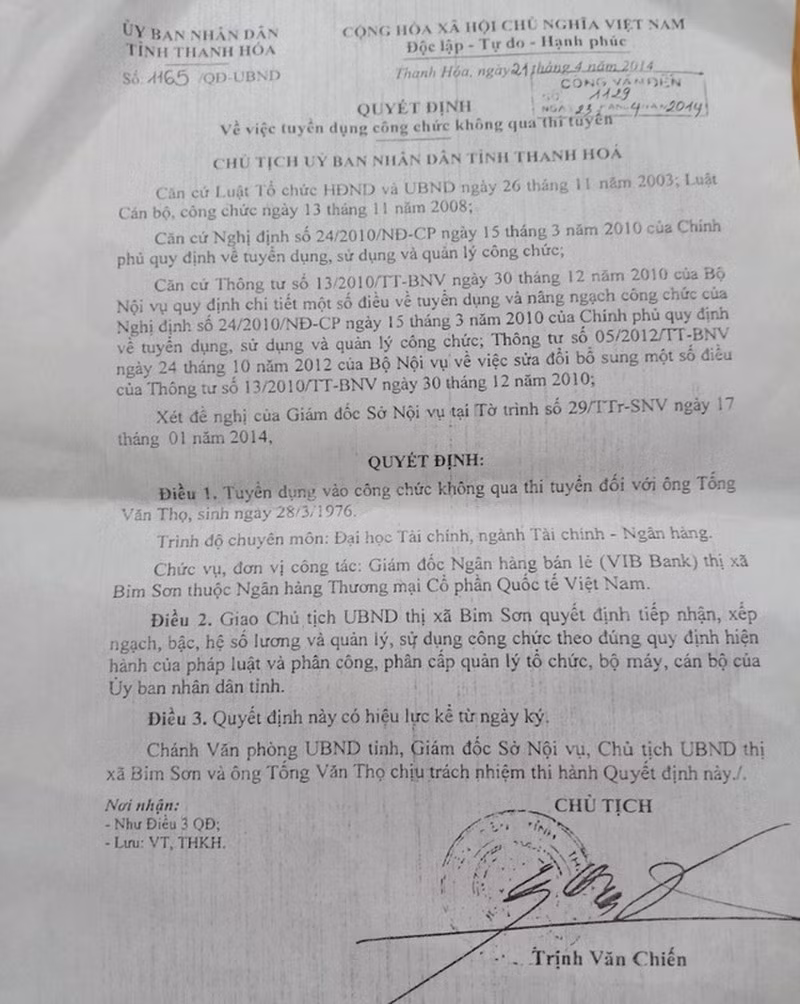 ỦY BAN NHÂN DÂN
TỈNH THANH HÓA
Số: 1165 /QĐ-UBND
CỘNG HÒA XÃ HỘI CHỦ NGHĨA VIỆT NAM
Độc lập - Tự do - Hạnh phúc
Thanh Hóa, ngày 21 tháng 4 năm 2014
CÔNG VĂN ĐẾN
SỐ 1129
NGÀY 23 THÁNG 4 NĂM 2014
QUYẾT ĐỊNH
Về việc tuyển dụng công chức không qua thi tuyển
CHỦ TỊCH UỶ BAN NHÂN DÂN TỈNH THANH HOÁ
Căn cứ Luật Tổ chức HĐND và UBND ngày 26 tháng 11 năm 2003; Luật
Cán bộ, công chức ngày 13 tháng 11 năm 2008;
Căn cứ Nghị định số 24/2010/NĐ-CP ngày 15 tháng 3 năm 2010 của Chính
phủ quy định về tuyển dụng, sử dụng và quản lý công chức;
Căn cứ Thông tư số 13/2010/TT-BNV ngày 30 tháng 12 năm 2010 của Bộ
Nội vụ quy định chi tiết một số điều về tuyển dụng và nâng ngạch công chức của
Nghị định số 24/2010/NĐ-CP ngày 15 tháng 3 năm 2010 của Chính phủ quy định
về tuyển dụng, sử dụng và quản lý công chức; Thông tư số 05/2012/TT-BNV
ngày 24 tháng 10 năm 2012 của Bộ Nội vụ về việc sửa đổi bổ sung một số điều
của Thông tư số 13/2010/TT-BNV ngày 30 tháng 12 năm 2010;
Xét đề nghị của Giám đốc Sở Nội vụ tại Tờ trình số 29/TTr-SNV ngày 17
tháng 01 năm 2014,
QUYẾT ĐỊNH:
Điều 1. Tuyển dụng vào công chức không qua thi tuyển đối với ông Tống
Văn Thọ, sinh ngày 28/3/1976.
Trình độ chuyên môn: Đại học Tài chính, ngành Tài chính - Ngân hàng.
Chức vụ, đơn vị công tác: Giám đốc Ngân hàng bán lẻ (VIB Bank) thị xã
Bỉm Sơn thuộc Ngân hàng Thương mại Cổ phần Quốc tế Việt Nam.
Điều 2. Giao Chủ tịch UBND thị xã Bỉm Sơn quyết định tiếp nhận, xếp
ngạch, bậc, hệ số lương và quản lý, sử dụng công chức theo đúng quy định hiện
hành của pháp luật và phân công, phân cấp quản lý tổ chức, bộ máy, cán bộ của
Ủy ban nhân dân tỉnh.
Điều 3. Quyết định này có hiệu lực kể từ ngày ký.
Chánh Văn phòng UBND tỉnh, Giám đốc Sở Nội vụ, Chủ tịch UBND thị
xã Bỉm Sơn và ông Tống Văn Thọ chịu trách nhiệm thi hành Quyết định này./.
Nơi nhận:
- Như Điều 3 QĐ;
- Lưu: VT, THKH.
CHỦ TỊCH
Trịnh Văn Chiến